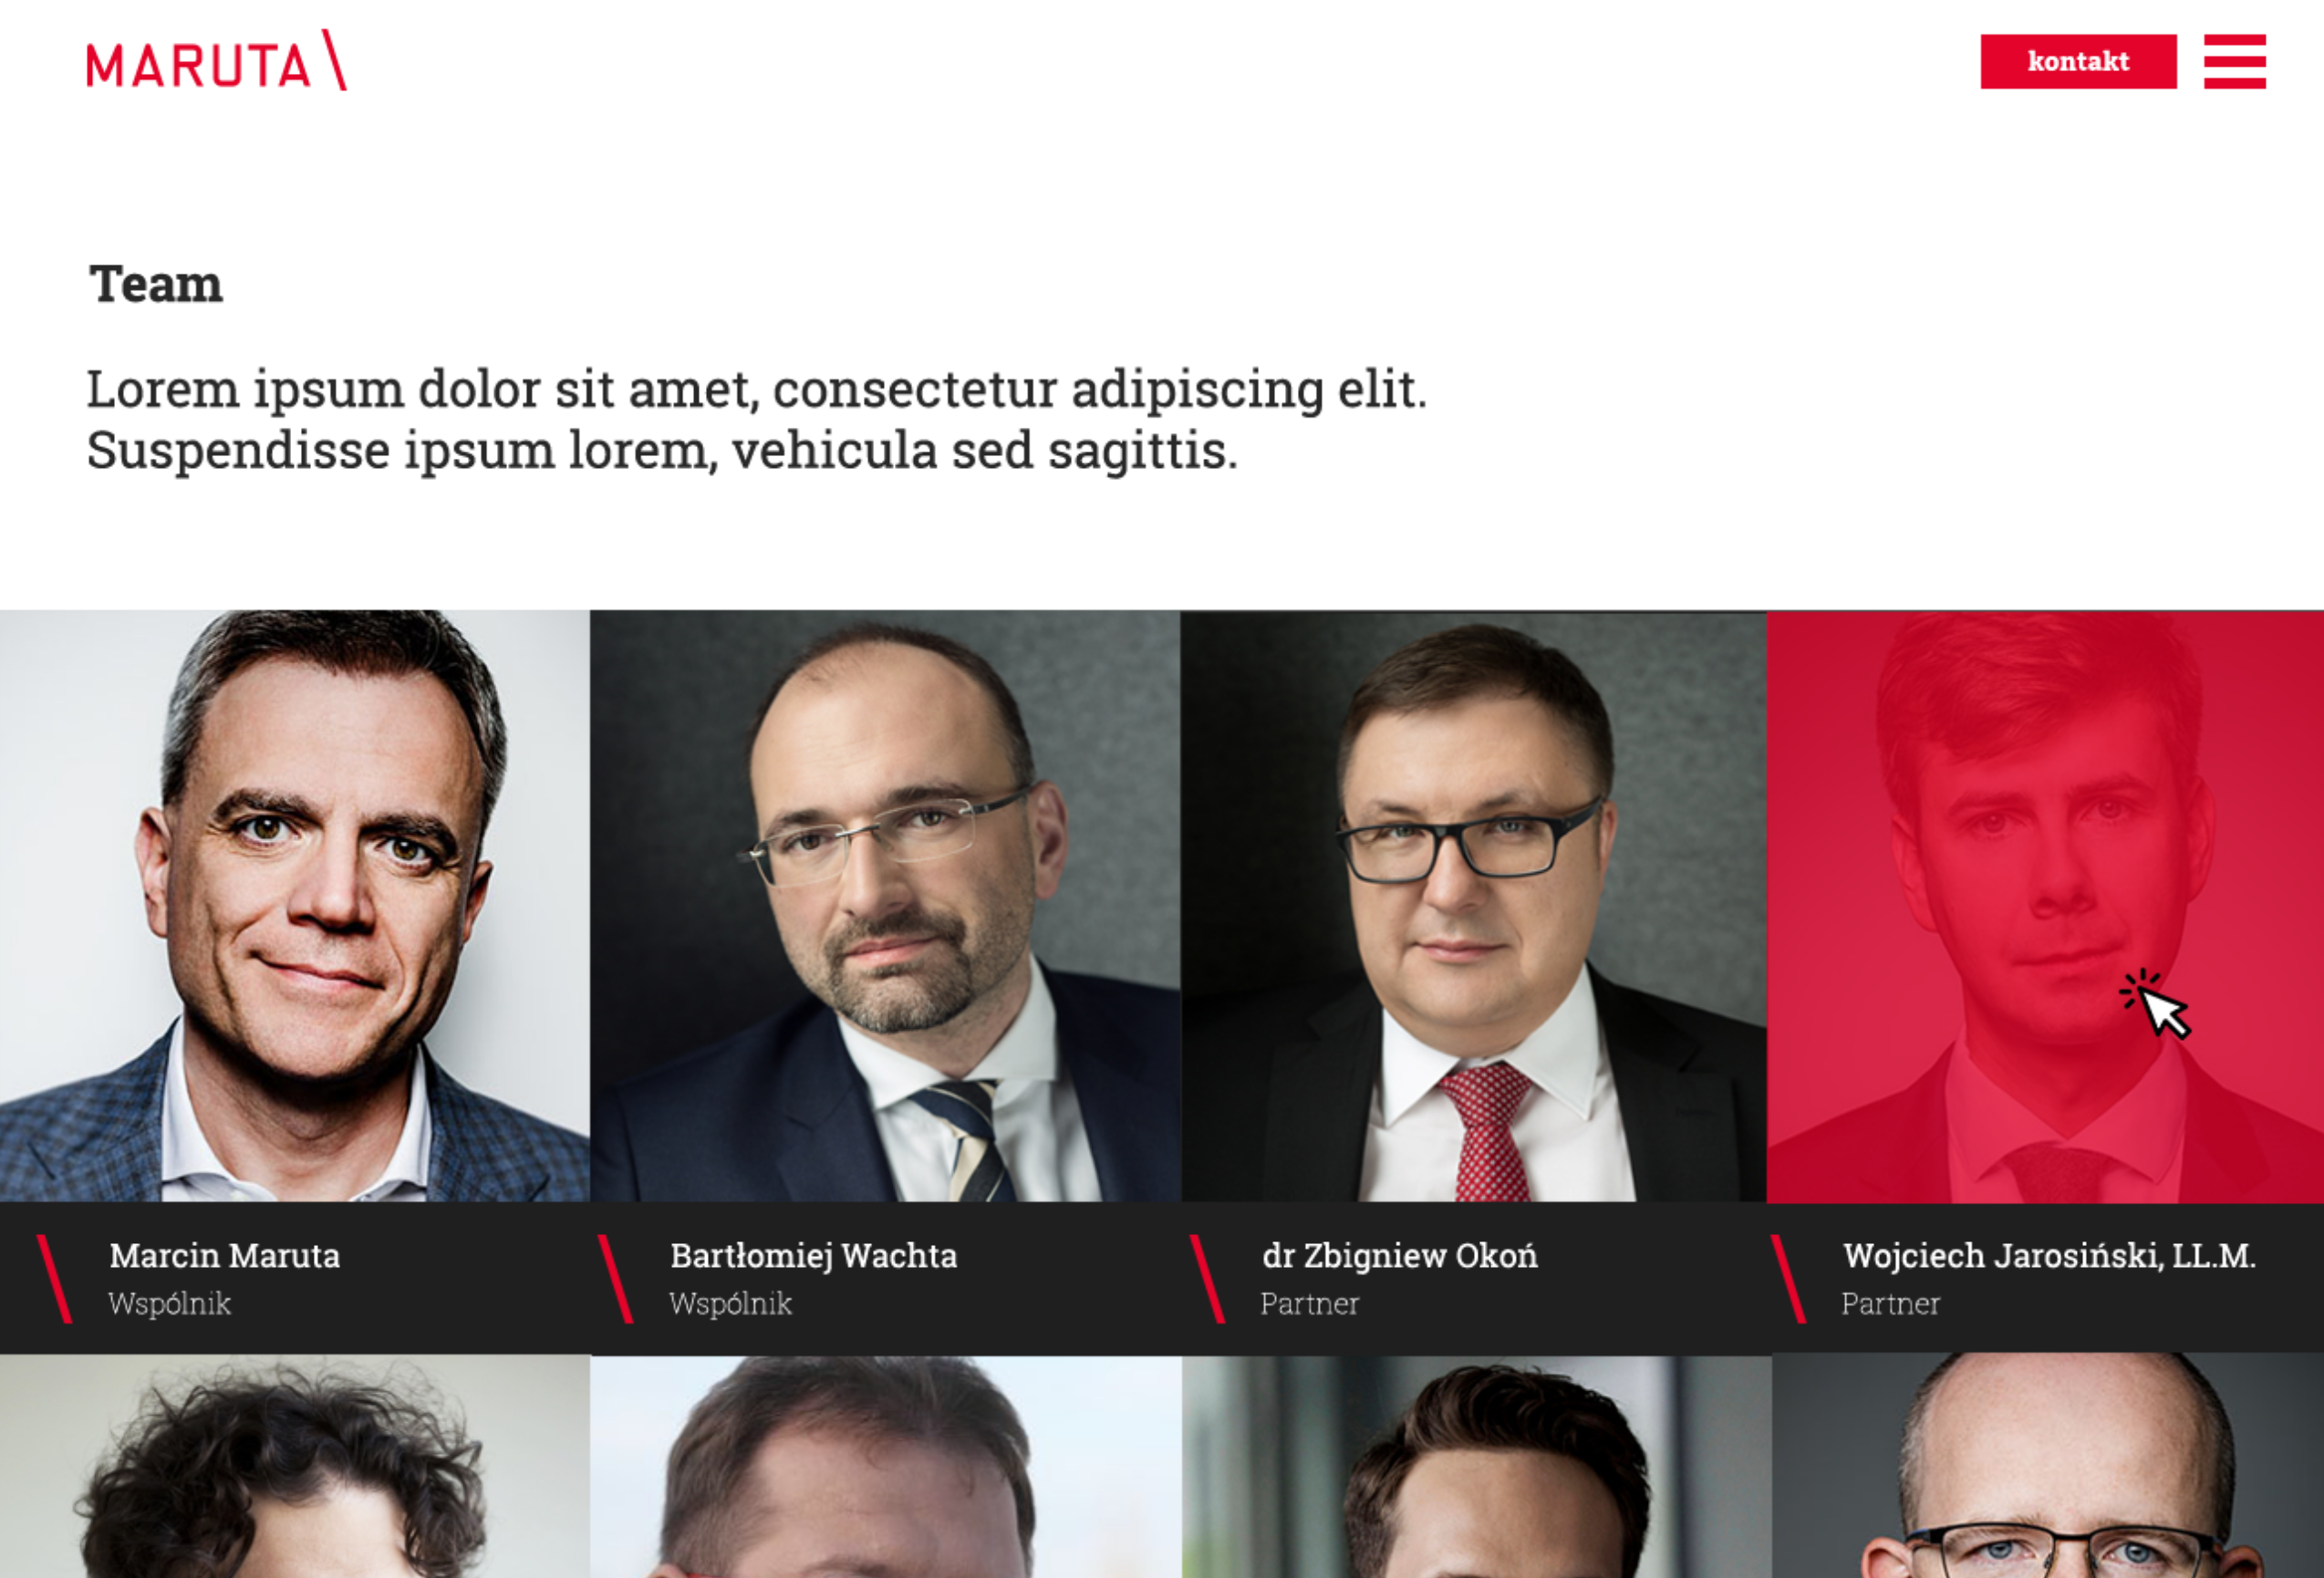 MARUTA\
kontakt
Team
Lorem ipsum dolor sit amet, consectetur adipiscing elit.
Suspendisse ipsum lorem, vehicula sed sagittis.
Marcin Maruta
Wspólnik
Bartłomiej Wachta
Wspólnik
dr Zbigniew Okoń
Partner
Wojciech Jarosiński, LL.M.
Partner